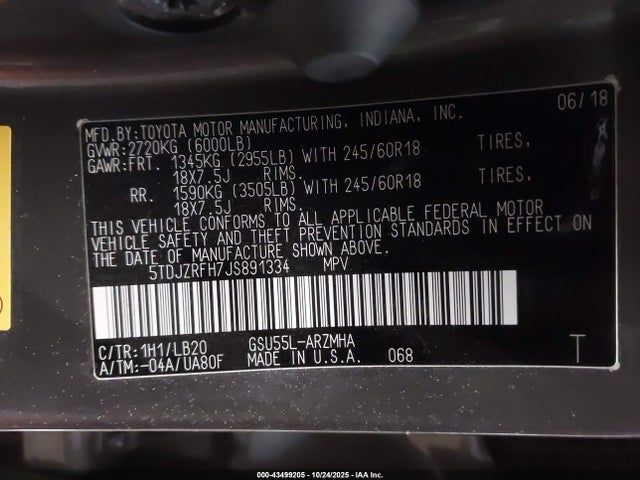 06/18
MFD.BY:TOYOTA MOTOR MANUFACTURING, INDIANA, INC.
GVWR:2720KG (6000LB)
GAWR:FRT. 1345KG (2955LB) WITH 245/60R18 TIRES,
18X7.5J RIMS.
RR. 1590KG (3505LB) WITH 245/60R18 TIRES,
18X7.5J RIMS.
THIS VEHICLE CONFORMS TO ALL APPLICABLE FEDERAL MOTOR
VEHICLE SAFETY AND THEFT PREVENTION STANDARDS IN EFFECT ON
THE DATE OF MANUFACTURE SHOWN ABOVE.
5TDJZRFH7JS891334 MPV
C/TR:1H1/LB20 GSU55L-ARZMHA
A/TM:-04A/UA80F MADE IN U.S.A. 068 T
000-43499205 - 10/24/2025 - IAA Inc.